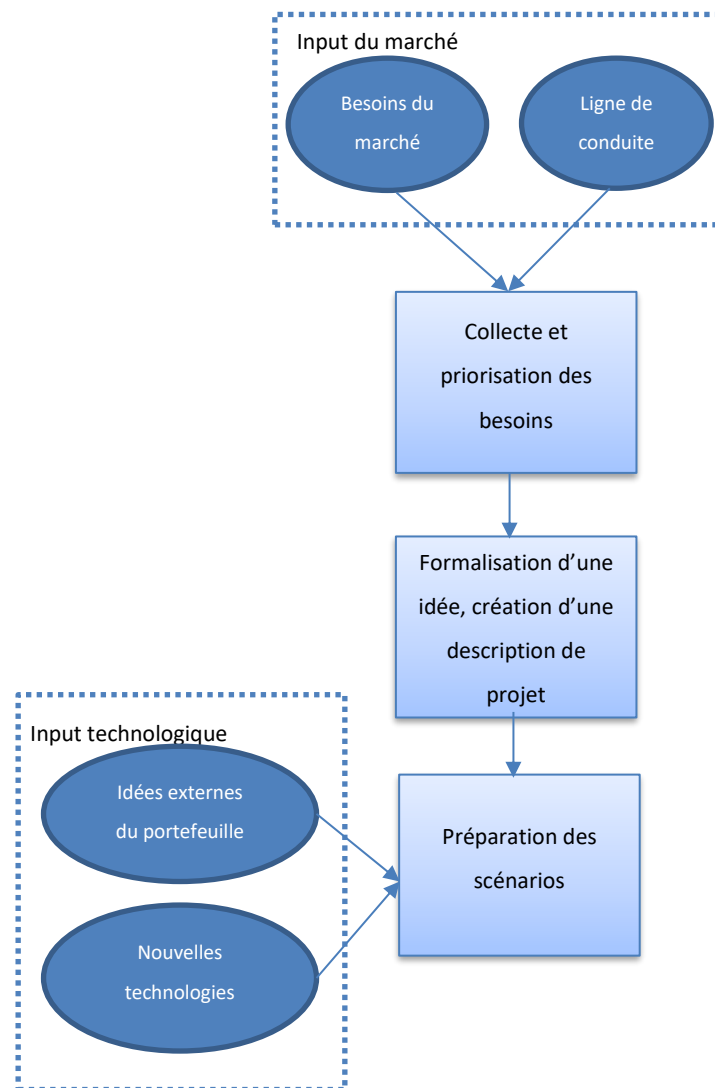 Input du marché
Besoins du
marché
Ligne de
conduite
Collecte et
priorisation des
besoins
Formalisation d’une
idée, création d’une
description de
projet
Input technologique
Idées externes
du portefeuille
Préparation des
scénarios
Nouvelles
technologies